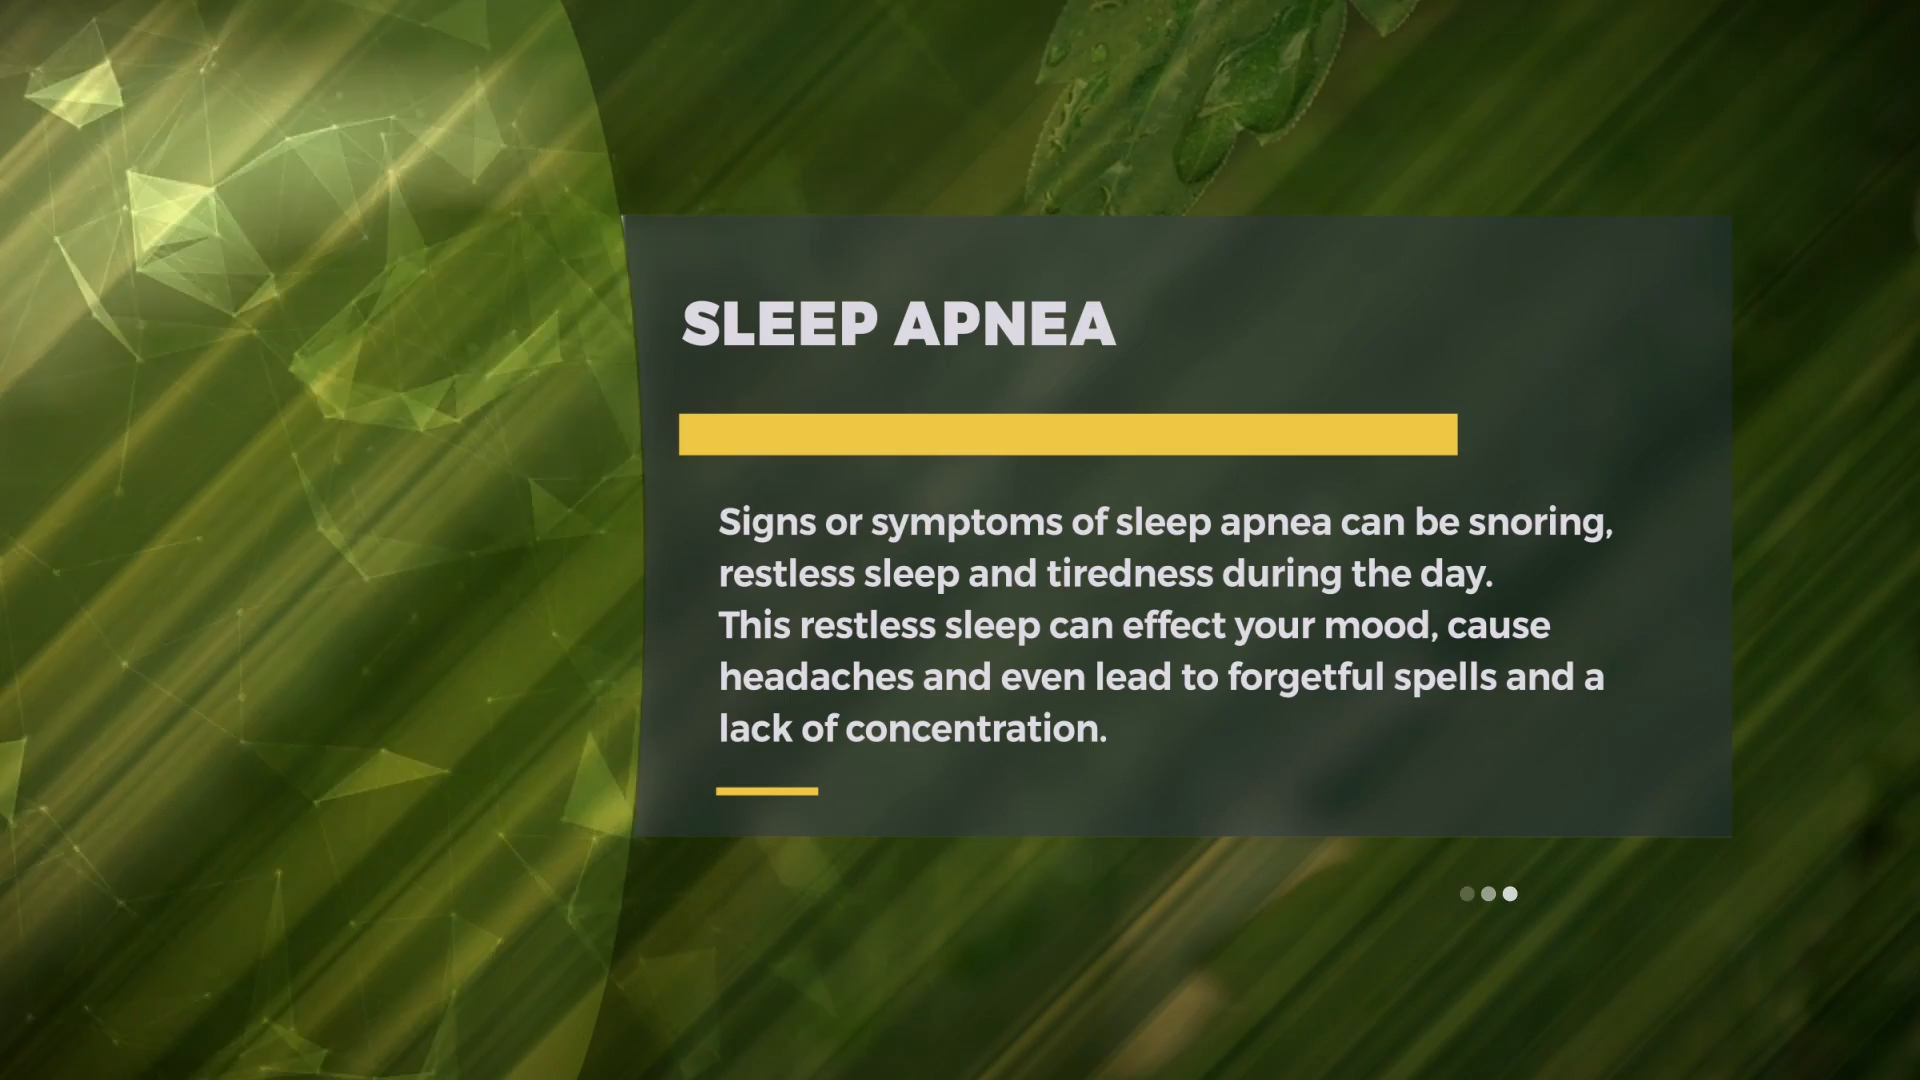 SLEEP APNEA
Signs or symptoms of sleep apnea can be snoring,
restless sleep and tiredness during the day.
This restless sleep can effect your mood, cause
headaches and even lead to forgetful spells and a
lack of concentration.